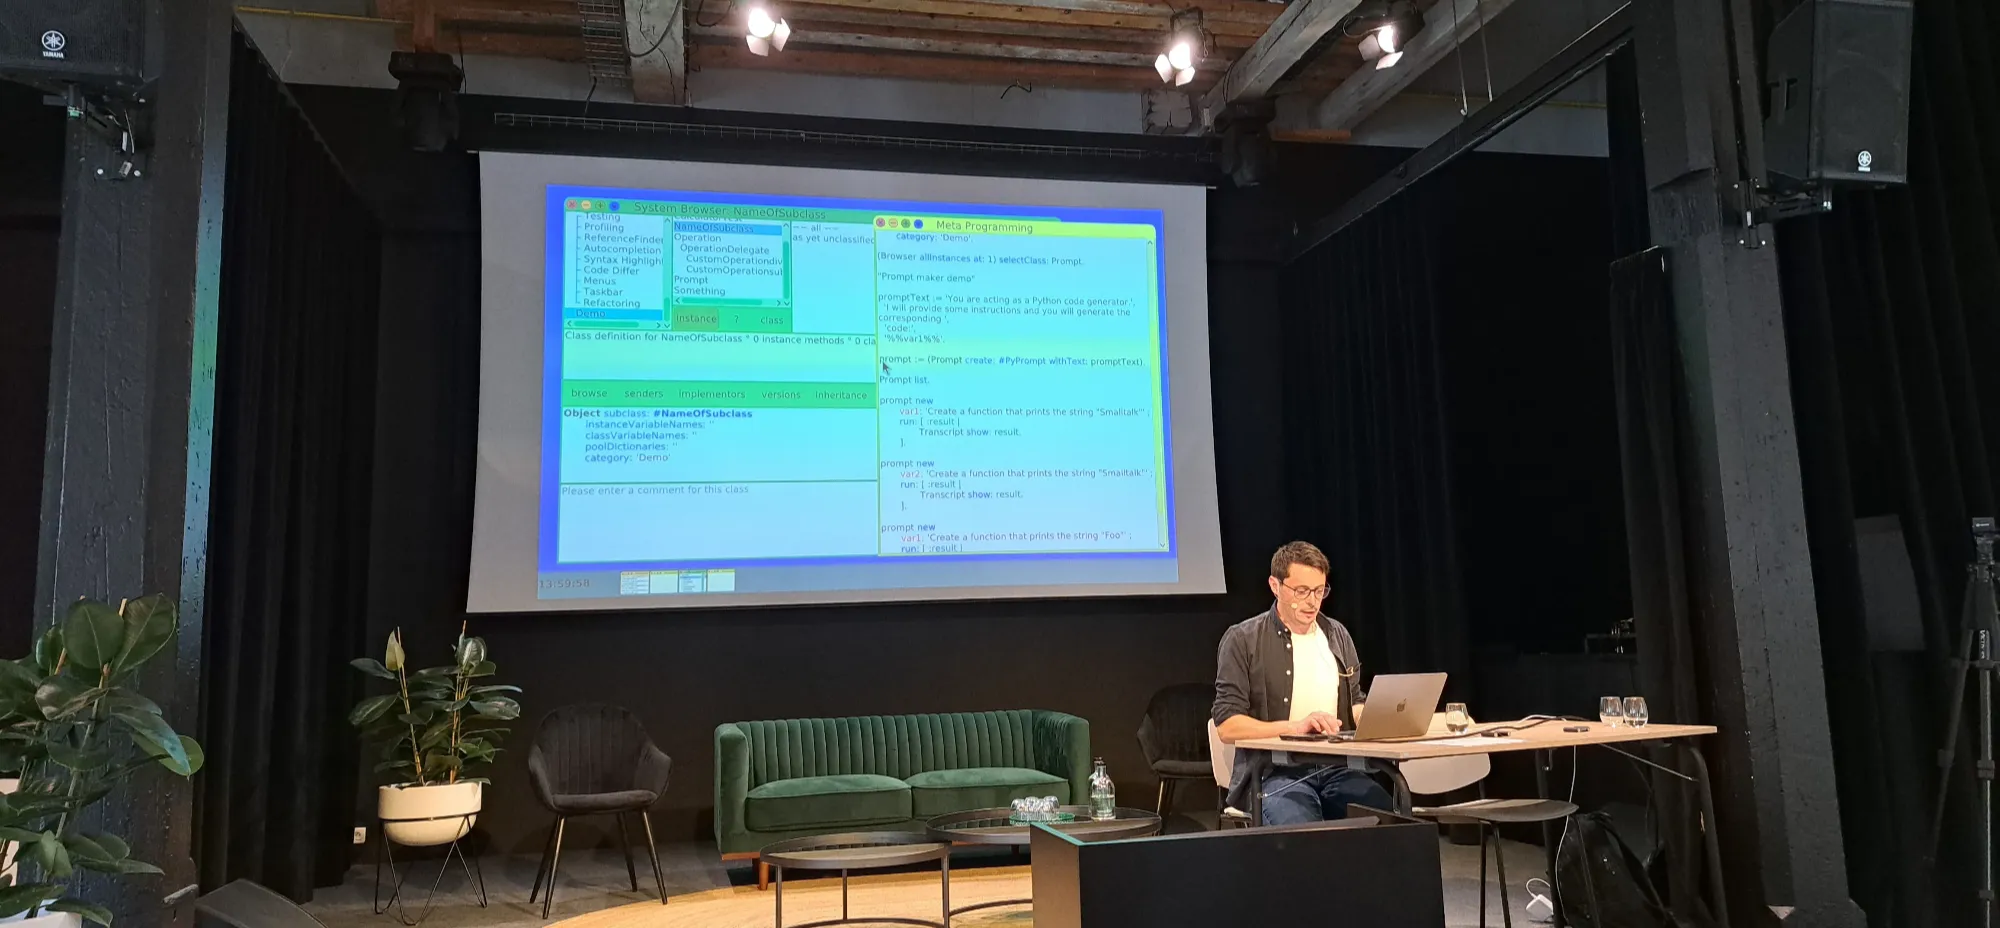 YAMAHA
System Browser: NameOfSubclass
Testing
Profiling
ReferenceFinder
Autocompletion
Syntax Highligh
Code Differ
Menus
Taskbar
Refactoring
Demo
NameOfSubclass
Operation
OperationDelegate
CustomOperationdiv
CustomOperationsul
Prompt
Something
-- all --
as yet unclassified
instance
?
class
Class definition for NameOfSubclass * 0 instance methods * 0 cla
browse senders implementors versions inheritance
Object subclass: #NameOfSubclass
instanceVariableNames: ''
classVariableNames: ''
poolDictionaries: ''
category: 'Demo'
Please enter a comment for this class
Meta Programming
category: 'Demo'.
(Browser allInstances at: 1) selectClass: Prompt.
"Prompt maker demo"
promptText := 'You are acting as a Python code generator.',
'I will provide some instructions and you will generate the
corresponding ',
'code:',
'%%var1%%'.
prompt := (Prompt create: #PyPrompt withText: promptText)
Prompt list.
prompt new
var1: 'Create a function that prints the string "Smalltalk"' ;
run: [ :result |
Transcript show: result.
].
prompt new
var2: 'Create a function that prints the string "Smalltalk"' ;
run: [ :result |
Transcript show: result.
].
prompt new
var1: 'Create a function that prints the string "Foo"' ;
run: [ :result |
13:59:58